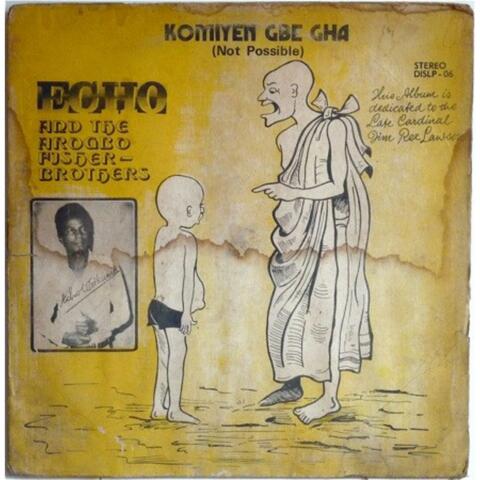 KOMIYEN GBE GHA
(Not Possible)
STEREO
DISLP-06
ECHO
AND THE
AROGBO
FISHER-
BROTHERS
This Album is
dedicated to the
Late Cardinal
Jim Rex Lawson